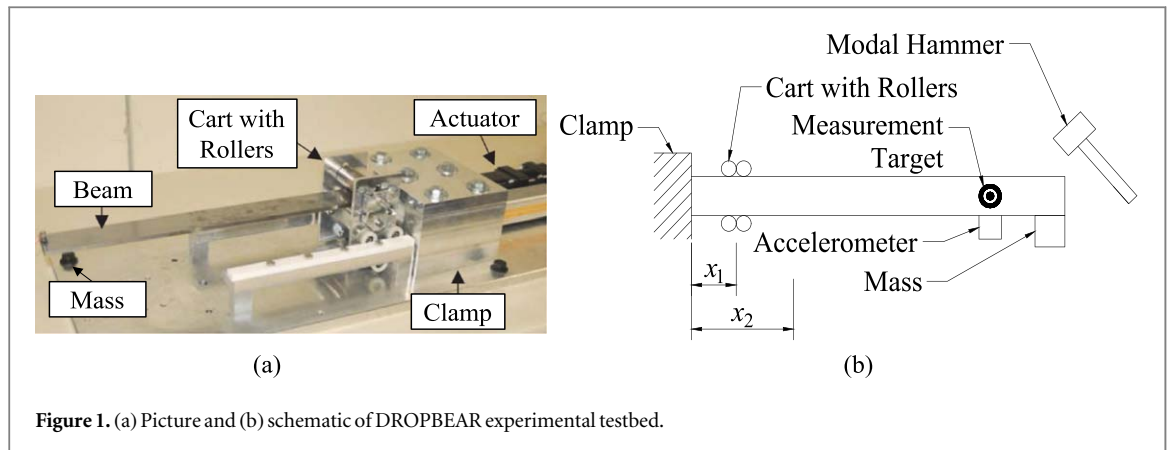 Cart with
Rollers
Actuator
Beam
Mass
Clamp
(a)
Modal Hammer
Cart with Rollers
Clamp
Measurement
Target
Accelerometer
Mass
x1
x2
(b)
Figure 1. (a) Picture and (b) schematic of DROPBEAR experimental testbed.